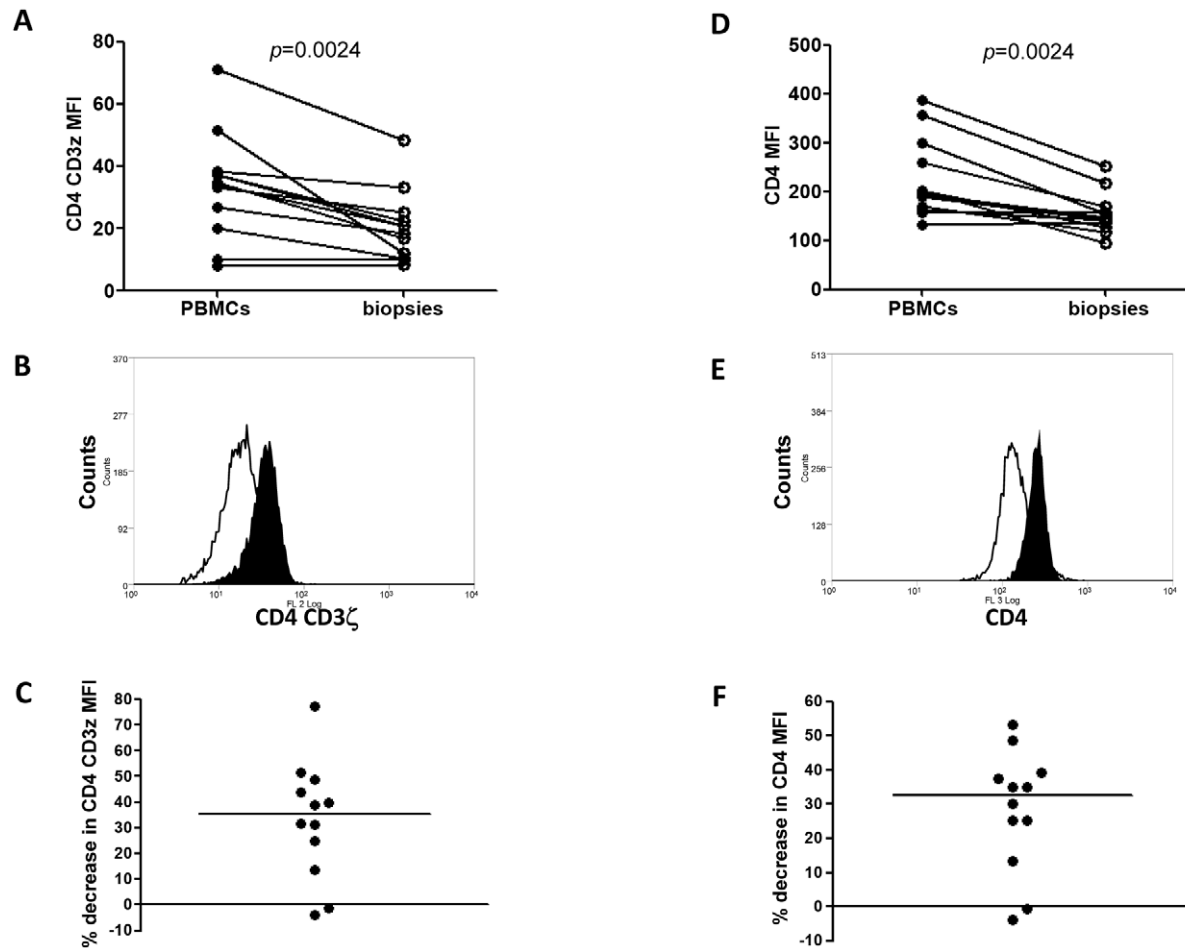 A
p=0.0024
CD4 CD3z MFI
80
60
40
20
0
PBMCs
biopsies
D
p=0.0024
CD4 MFI
500
400
300
200
100
0
PBMCs
biopsies
B
Counts
Counts
370
277
185
92
0
10⁰
10¹
10²
10³
10⁴
FL 2 Log
CD4 CD3ζ
E
Counts
Counts
513
384
256
128
0
10⁰
10¹
10²
10³
10⁴
FL 3 Log
CD4
C
% decrease in CD4 CD3z MFI
80
70
60
50
40
30
20
10
0
-10
F
% decrease in CD4 MFI
60
50
40
30
20
10
0
-10